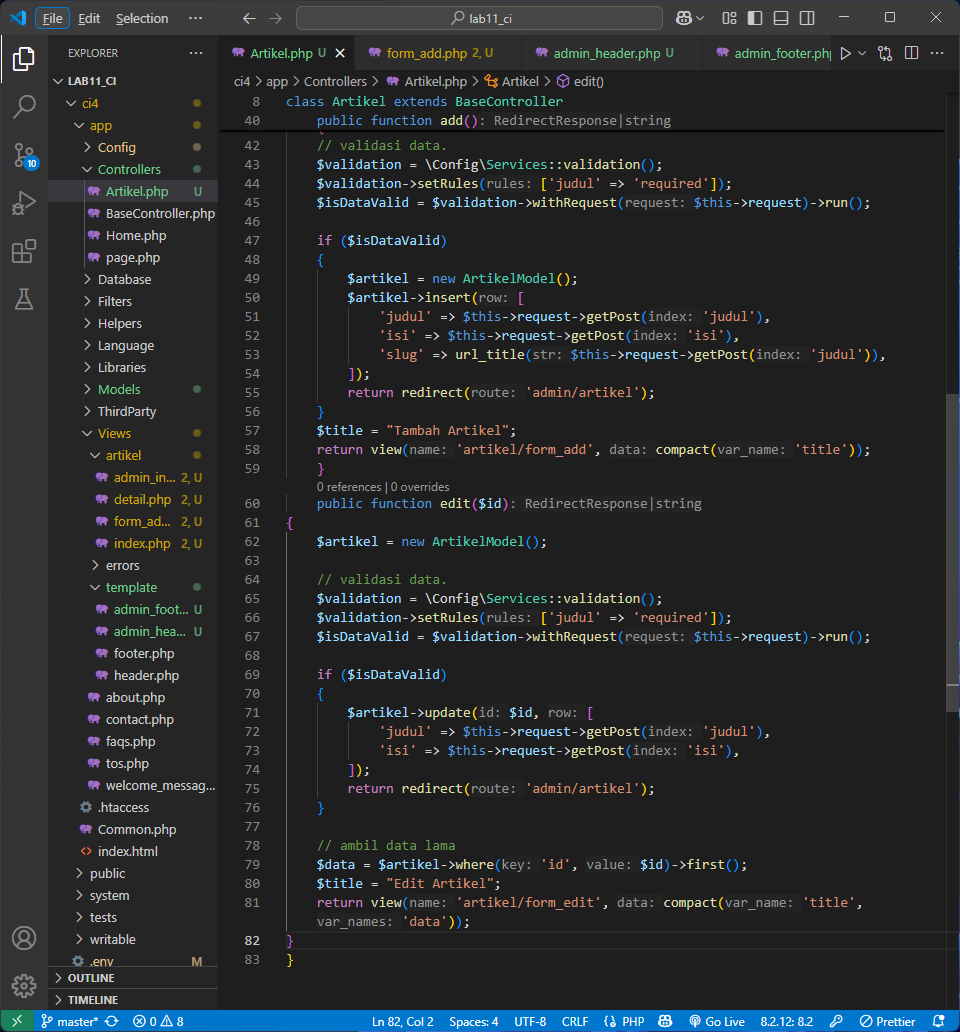 File Edit Selection ··· lab11_ci
EXPLORER ···
LAB11_CI
ci4
app
Config
Controllers
Artikel.php U
BaseController.php
Home.php
page.php
Database
Filters
Helpers
Language
Libraries
Models
ThirdParty
Views
artikel
admin_in... 2, U
detail.php 2, U
form_ad... 2, U
index.php 2, U
errors
template
admin_foot... U
admin_hea... U
footer.php
header.php
about.php
contact.php
faqs.php
tos.php
welcome_messag...
.htaccess
Common.php
index.html
public
system
tests
writable
.env M
OUTLINE
TIMELINE
10
Artikel.php U form_add.php 2, U admin_header.php U admin_footer.php
ci4 > app > Controllers > Artikel.php > Artikel > edit()
8 class Artikel extends BaseController
40 public function add(): RedirectResponse|string
42 // validasi data.
43 $validation = \Config\Services::validation();
44 $validation->setRules(rules: ['judul' => 'required']);
45 $isDataValid = $validation->withRequest(request: $this->request)->run();
46
47 if ($isDataValid)
48 {
49 $artikel = new ArtikelModel();
50 $artikel->insert(row: [
51 'judul' => $this->request->getPost(index: 'judul'),
52 'isi' => $this->request->getPost(index: 'isi'),
53 'slug' => url_title(str: $this->request->getPost(index: 'judul')),
54 ]);
55 return redirect(route: 'admin/artikel');
56 }
57 $title = "Tambah Artikel";
58 return view(name: 'artikel/form_add', data: compact(var_name: 'title'));
59 }
0 references | 0 overrides
60 public function edit($id): RedirectResponse|string
61 {
62 $artikel = new ArtikelModel();
63
64 // validasi data.
65 $validation = \Config\Services::validation();
66 $validation->setRules(rules: ['judul' => 'required']);
67 $isDataValid = $validation->withRequest(request: $this->request)->run();
68
69 if ($isDataValid)
70 {
71 $artikel->update(id: $id, row: [
72 'judul' => $this->request->getPost(index: 'judul'),
73 'isi' => $this->request->getPost(index: 'isi'),
74 ]);
75 return redirect(route: 'admin/artikel');
76 }
77
78 // ambil data lama
79 $data = $artikel->where(key: 'id', value: $id)->first();
80 $title = "Edit Artikel";
81 return view(name: 'artikel/form_edit', data: compact(var_name: 'title',
var_names: 'data'));
82 }
83 }
master* 0 8 Ln 82, Col 2 Spaces: 4 UTF-8 CRLF {} PHP Go Live 8.2.12: 8.2 Prettier